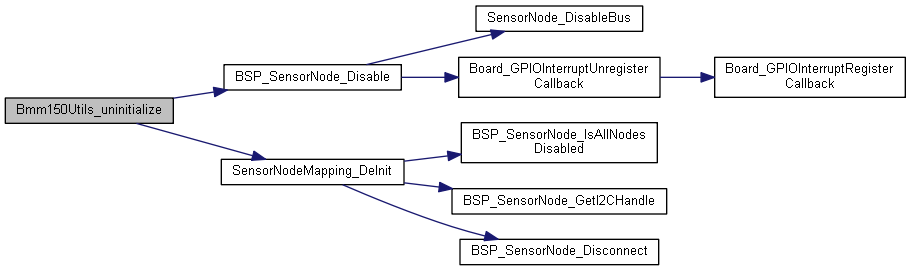 SensorNode_DisableBus
BSP_SensorNode_Disable
Board_GPIOInterruptUnregister
Callback
Board_GPIOInterruptRegister
Callback
Bmm150Utils_uninitialize
BSP_SensorNode_IsAllNodes
Disabled
SensorNodeMapping_DeInit
BSP_SensorNode_GetI2CHandle
BSP_SensorNode_Disconnect